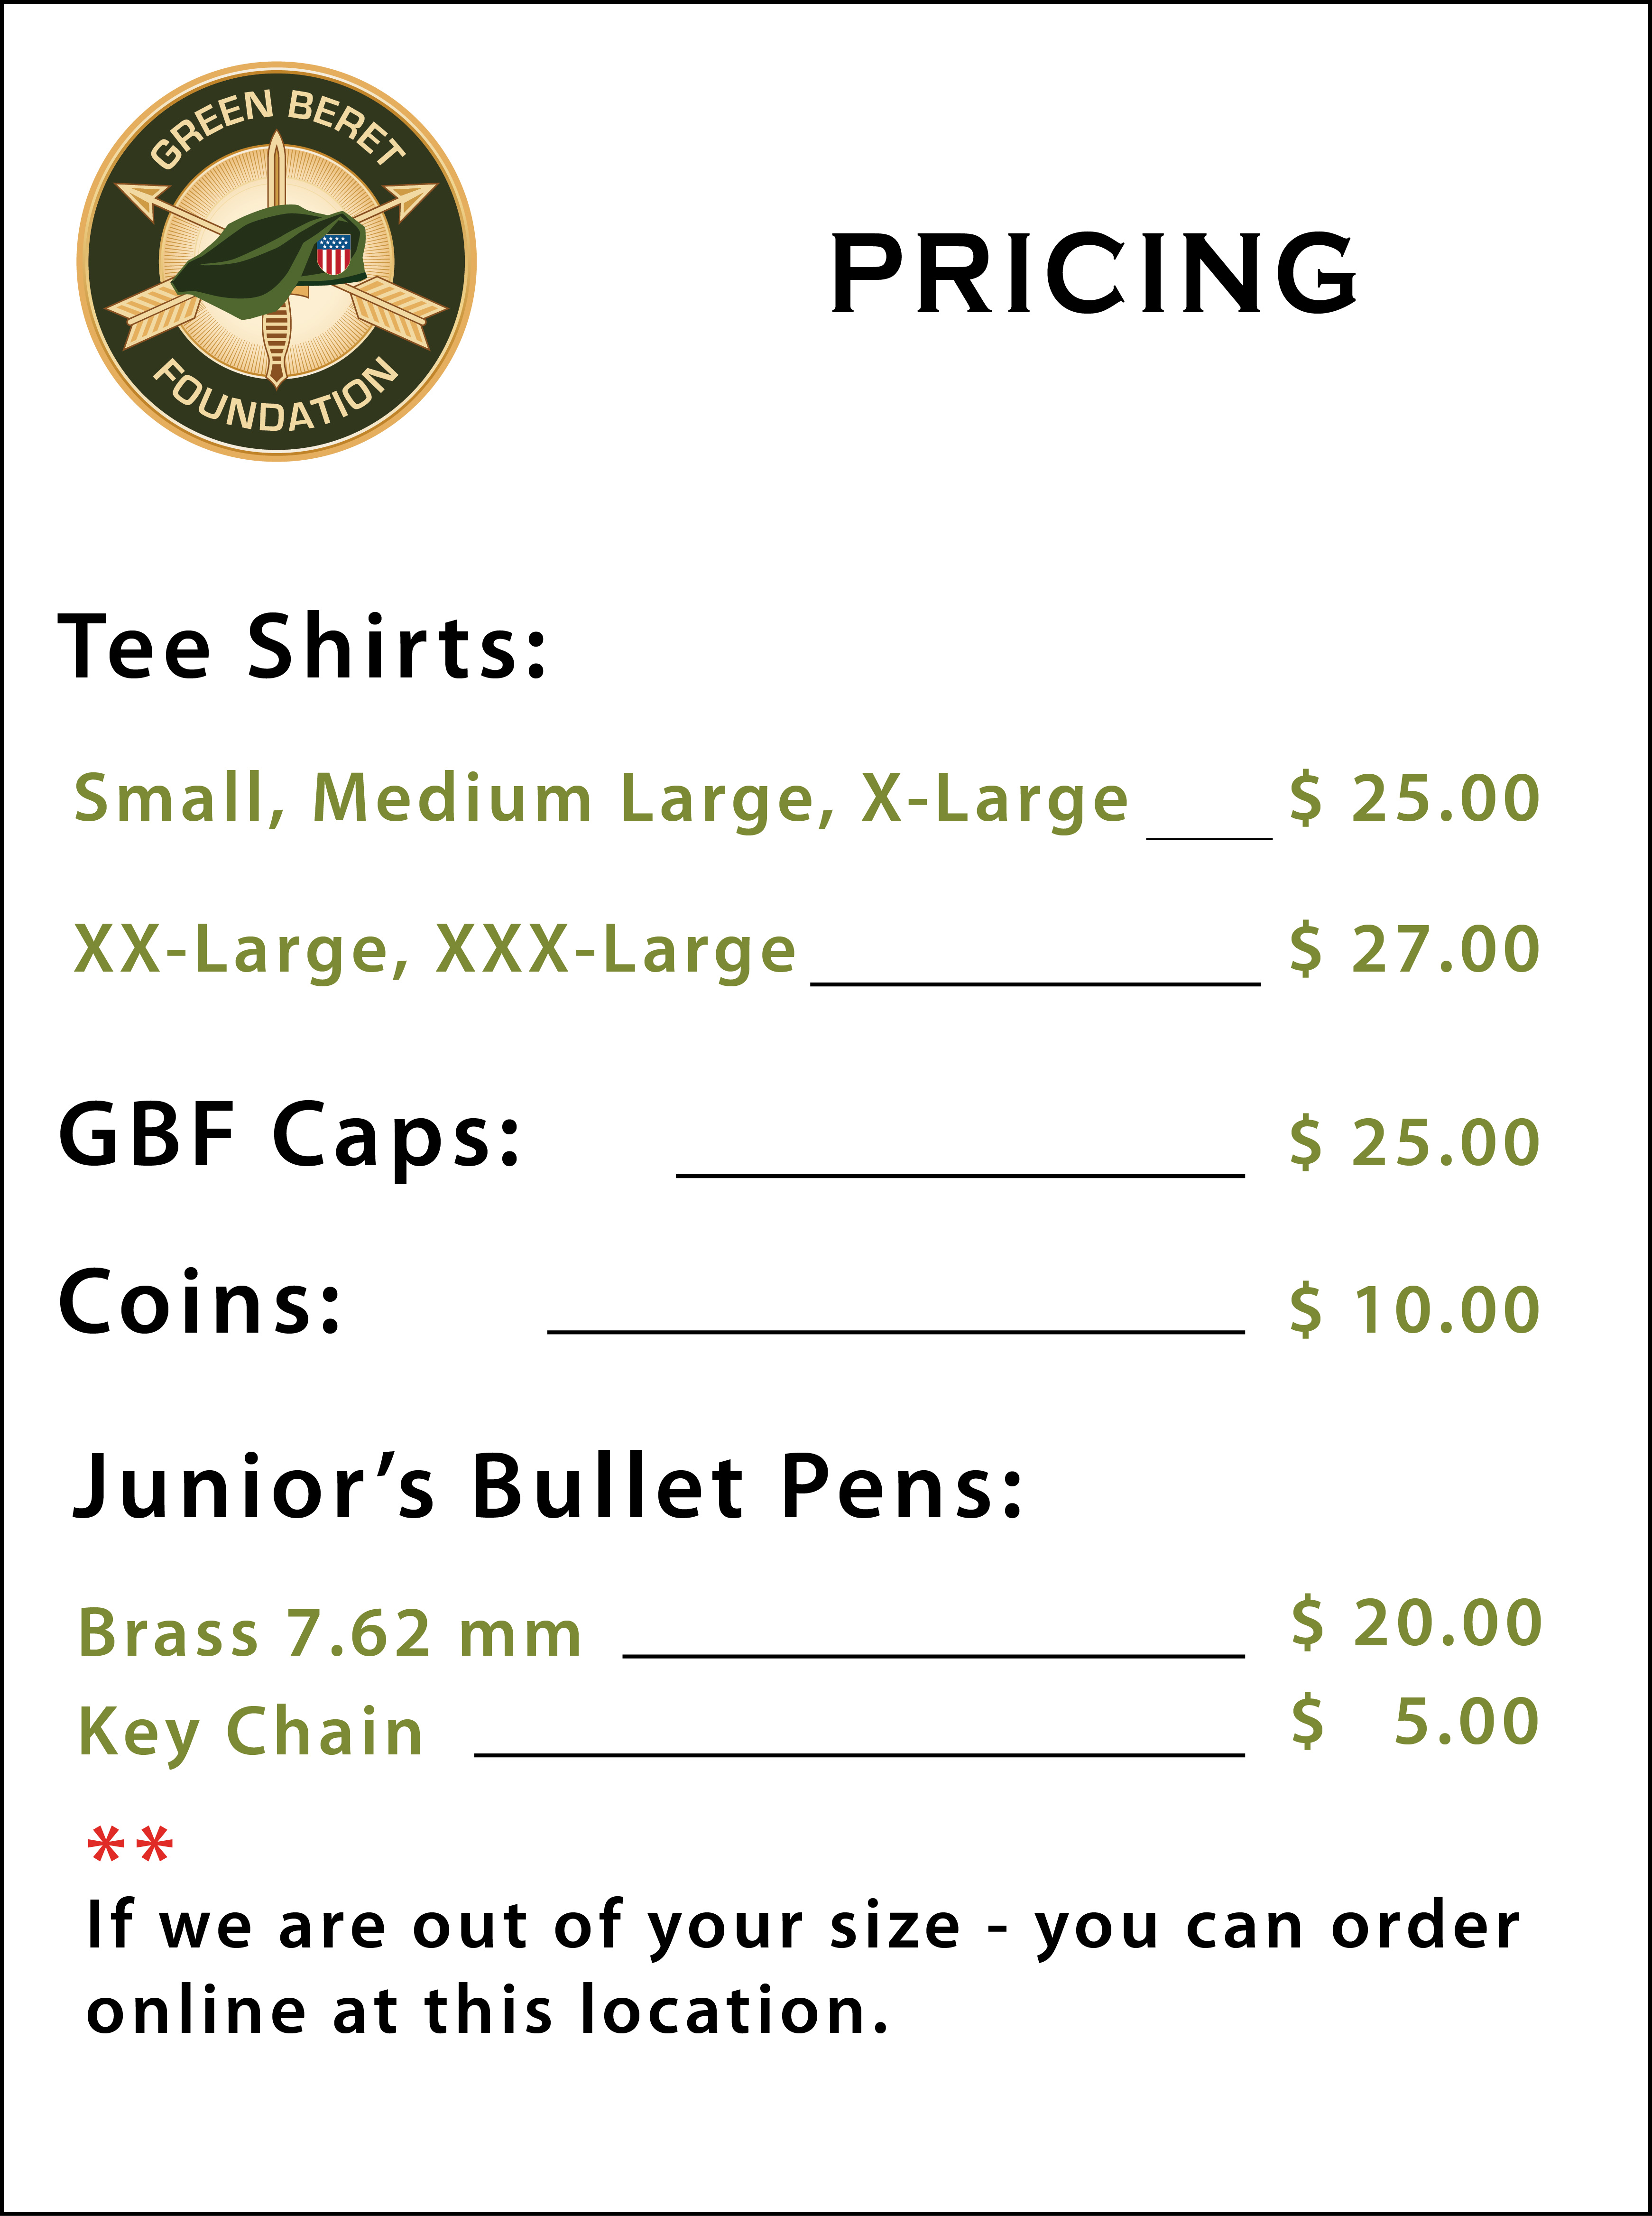 GREEN BERET
FOUNDATION
PRICING
Tee Shirts:
Small, Medium Large, X-Large $ 25.00
XX-Large, XXX-Large $ 27.00
GBF Caps: $ 25.00
Coins: $ 10.00
Junior’s Bullet Pens:
Brass 7.62 mm $ 20.00
Key Chain $ 5.00
**
If we are out of your size - you can order
online at this location.